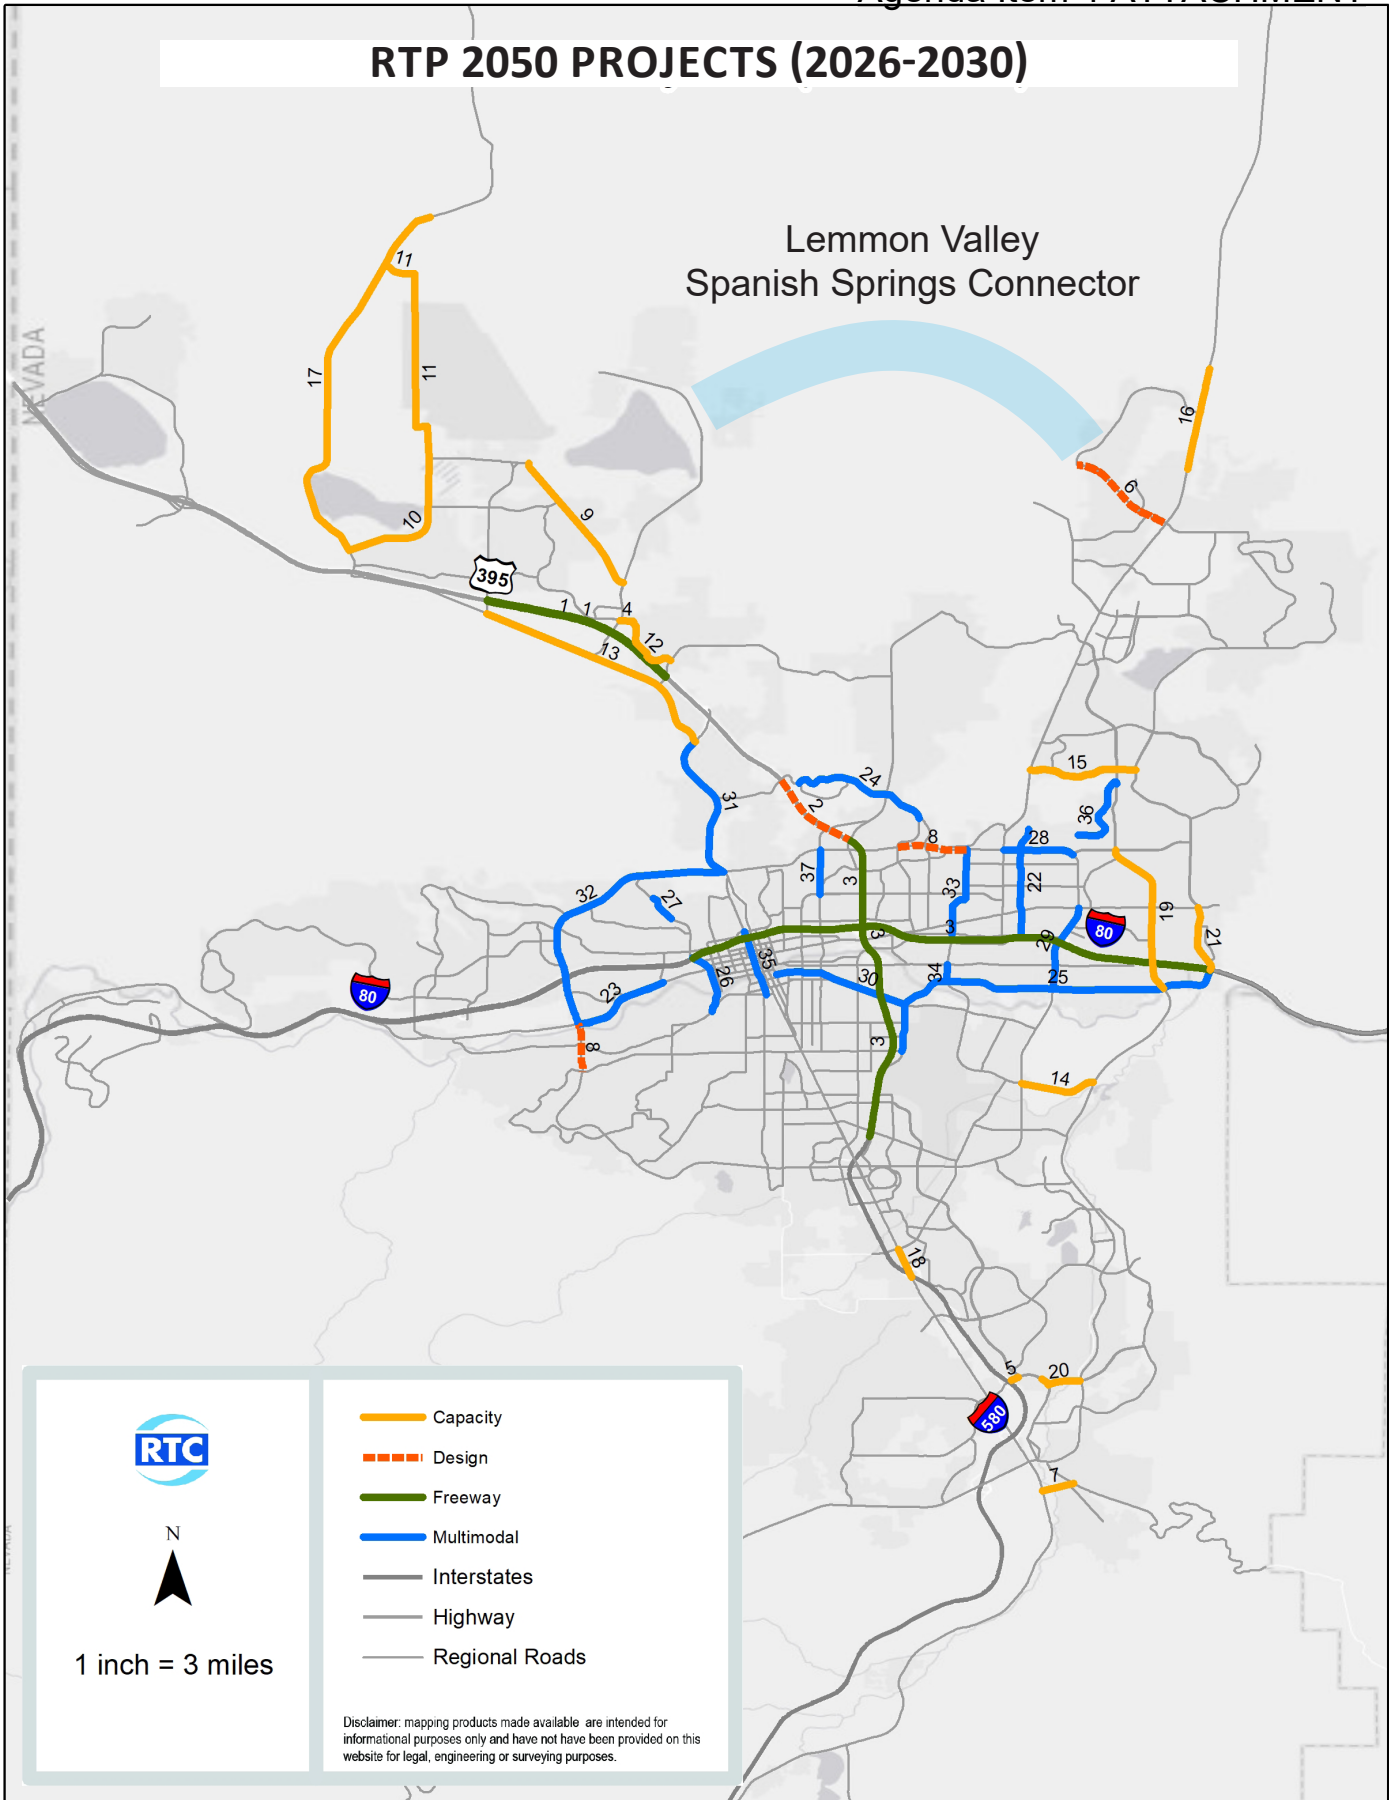 RTP 2050 PROJECTS (2026-2030)
Lemmon Valley
Spanish Springs Connector
NEVADA
11
17
11
16
6
9
10
395
1
1
4
12
13
15
24
2
36
31
8
28
37
3
33
22
32
27
19
3
3
29
80
21
35
26
30
34
25
80
23
3
8
14
18
5
20
580
7
RTC
N
1 inch = 3 miles
Capacity
Design
Freeway
Multimodal
Interstates
Highway
Regional Roads
Disclaimer: mapping products made available are intended for
informational purposes only and have not have been provided on this
website for legal, engineering or surveying purposes.
NEVADA